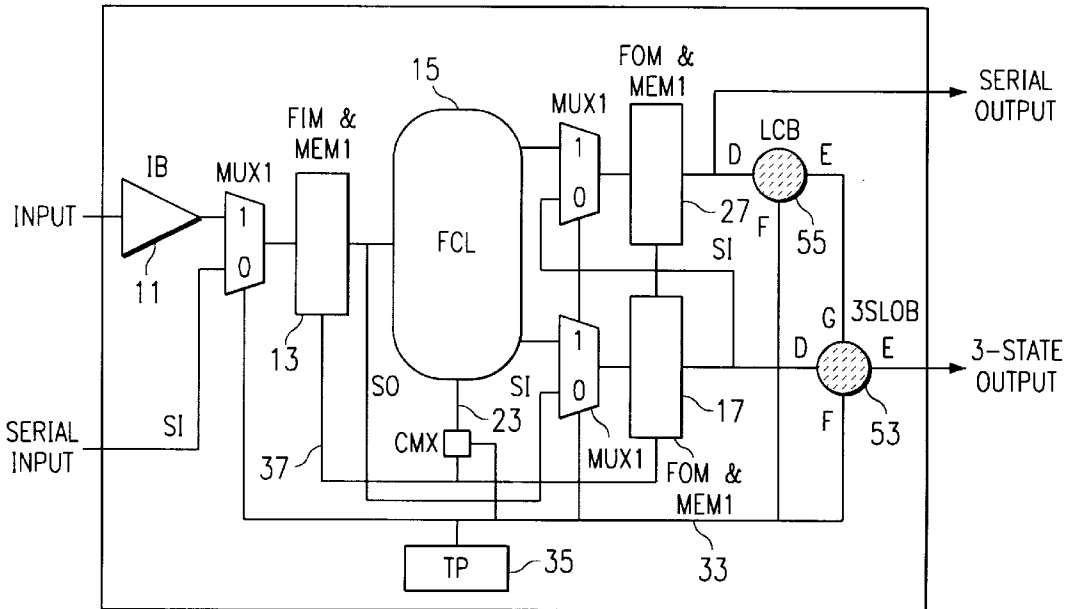 15
FOM &
MEM1
SERIAL
OUTPUT
MUX1
FIM &
MEM1
LCB
D
E
IB
MUX1
1
0
1
0
INPUT
27
F
55
11
FCL
SI
G
3SLOB
13
1
0
D
E
3-STATE
OUTPUT
SO
SI
17
F
53
SERIAL
INPUT
SI
23
CMX
MUX1
37
FOM &
MEM1
33
TP
35